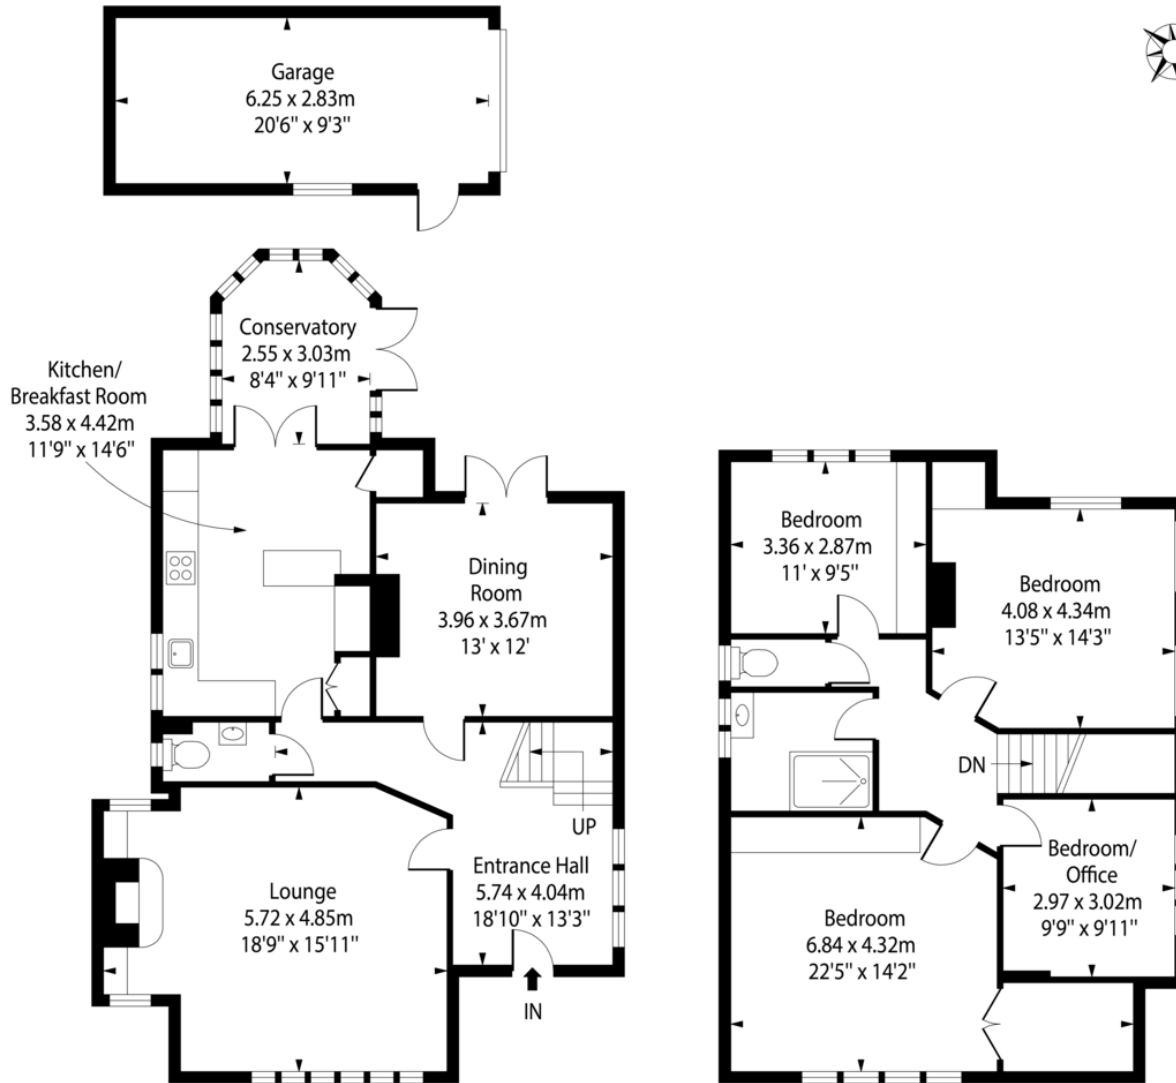 Garage
6.25 x 2.83m
20'6" x 9'3"
Conservatory
2.55 x 3.03m
8'4" x 9'11"
Kitchen/
Breakfast Room
3.58 x 4.42m
11'9" x 14'6"
Dining
Room
3.96 x 3.67m
13' x 12'
UP
Entrance Hall
5.74 x 4.04m
18'10" x 13'3"
IN
Lounge
5.72 x 4.85m
18'9" x 15'11"
Bedroom
3.36 x 2.87m
11' x 9'5"
Bedroom
4.08 x 4.34m
13'5" x 14'3"
DN
Bedroom/
Office
2.97 x 3.02m
9'9" x 9'11"
Bedroom
6.84 x 4.32m
22'5" x 14'2"